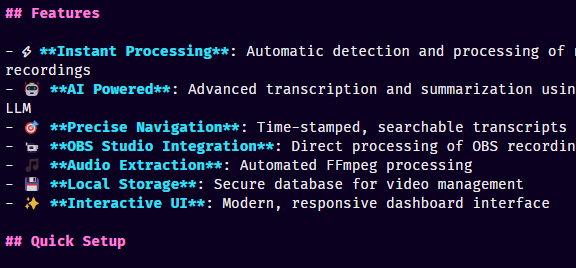 ## Features
- ⚡ **Instant Processing**: Automatic detection and processing of
recordings
- 🤖 **AI Powered**: Advanced transcription and summarization usin
LLM
- 🎯 **Precise Navigation**: Time-stamped, searchable transcripts
- 📹 **OBS Studio Integration**: Direct processing of OBS recordin
- 🎵 **Audio Extraction**: Automated FFmpeg processing
- 💾 **Local Storage**: Secure database for video management
- ✨ **Interactive UI**: Modern, responsive dashboard interface
## Quick Setup